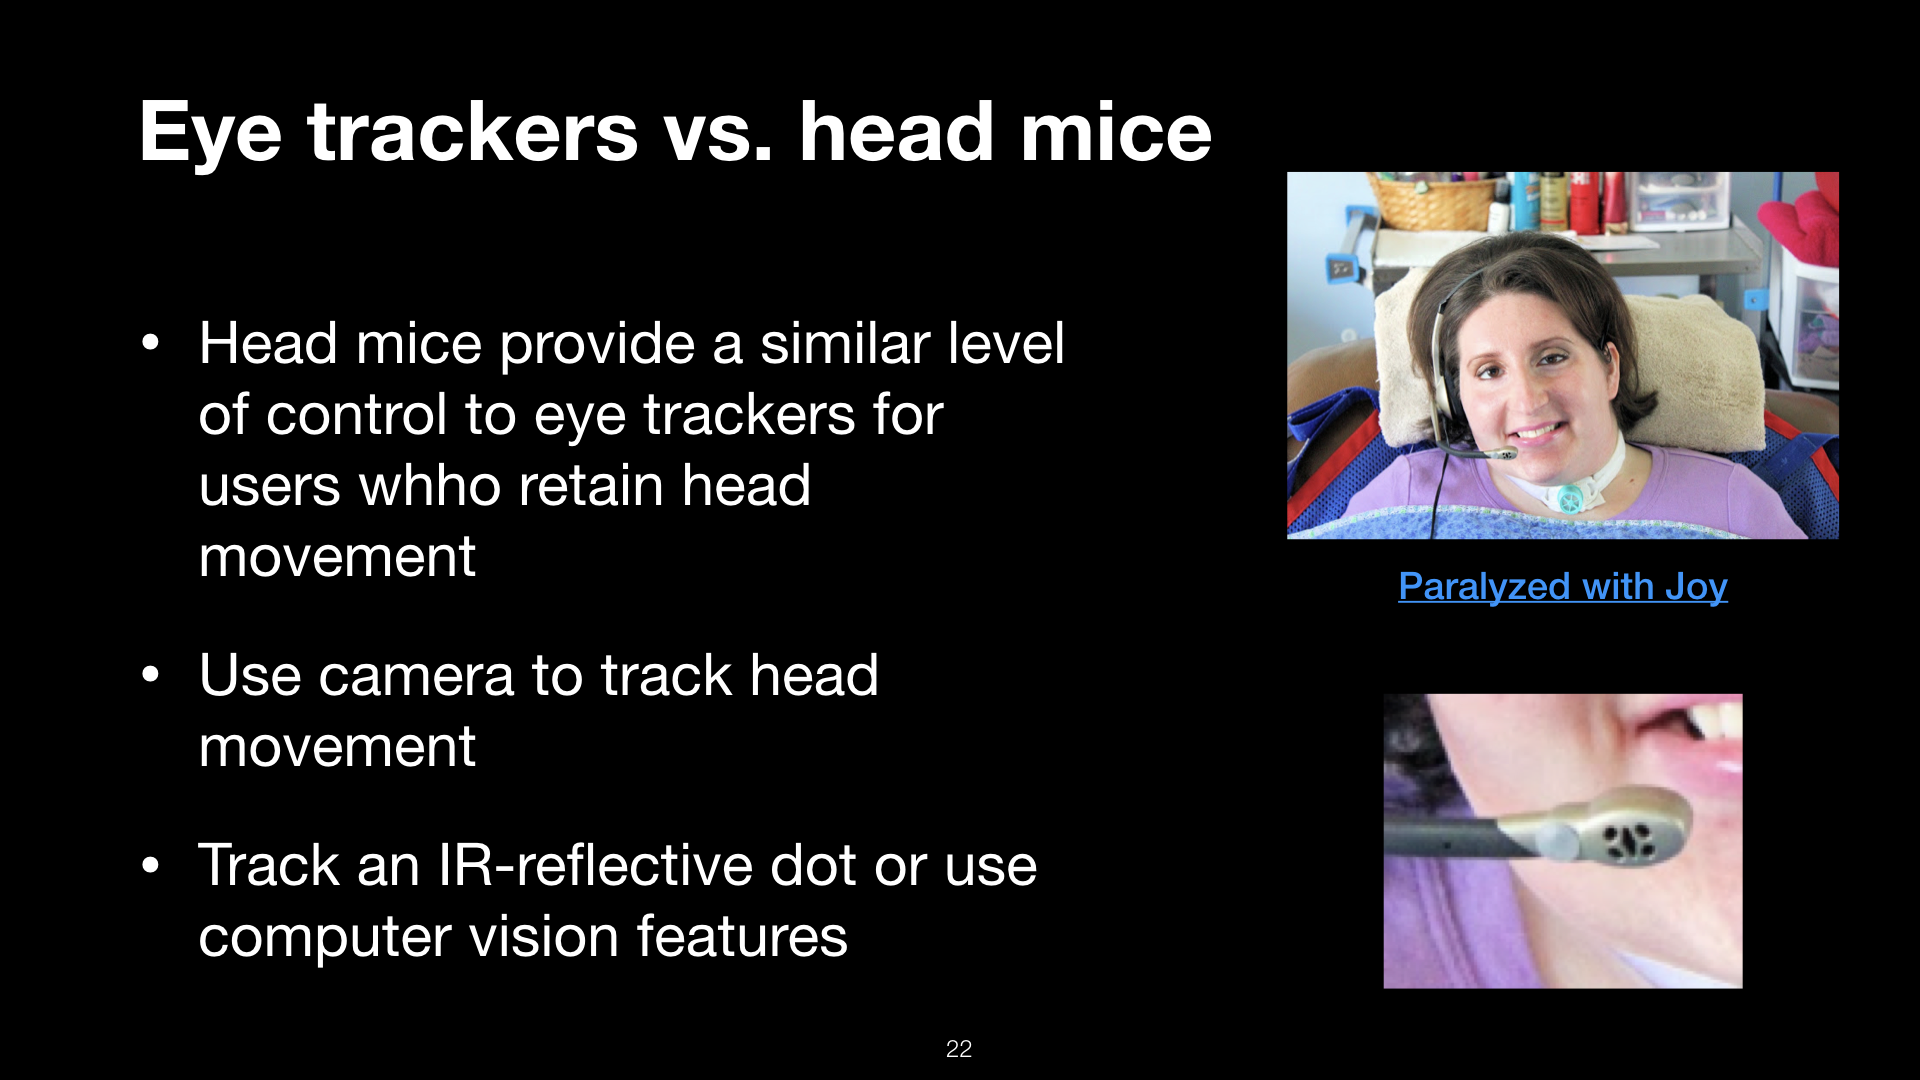 Eye trackers vs. head mice
• Head mice provide a similar level
of control to eye trackers for
users whho retain head
movement
• Use camera to track head
movement
• Track an IR-reflective dot or use
computer vision features
Paralyzed with Joy
22